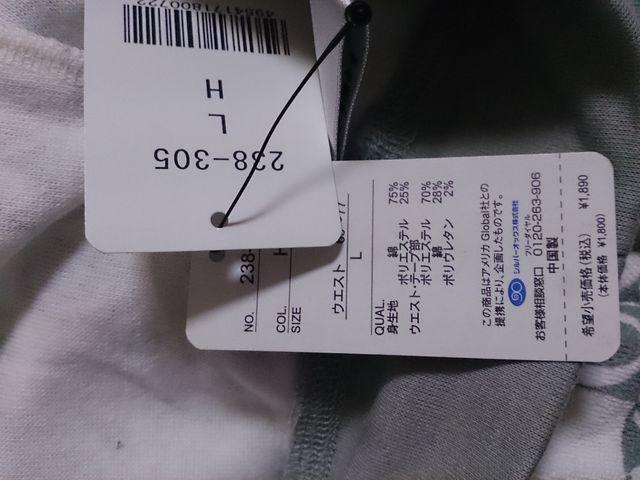 238-305
L
H
4984171800722
NO. 238-
COL. H
SIZE
ウエスト
L
QUAL.
身生地 綿 75%
ポリエステル 25%
ウエスト・テープ部
ポリエステル 70%
綿 28%
ポリウレタン 2%
この商品はアメリカ Global社との
提携により、企画したものです。
シルバーオックス株式会社
フリーダイヤル
お客様相談窓口 0120-263-906
中国製
希望小売価格(税込) ¥1,890
(本体価格 ¥1,800)